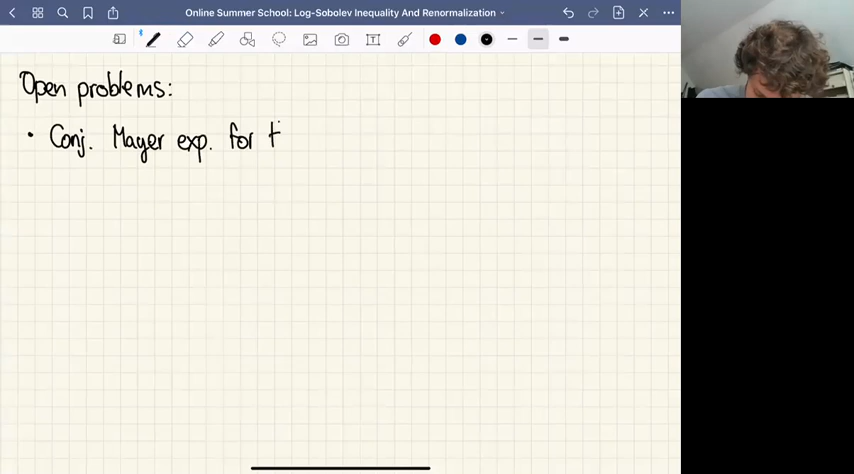 Online Summer School: Log-Sobolev Inequality And Renormalization
Open problems:
• Conj. Mayer exp. for